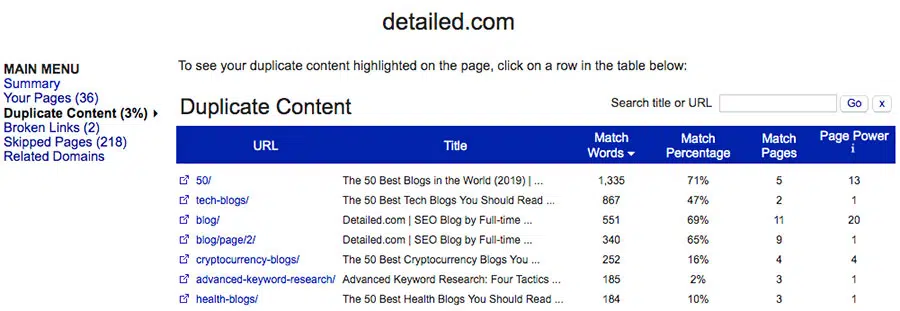 detailed.com
MAIN MENU
Summary
Your Pages (36)
Duplicate Content (3%)
Broken Links (2)
Skipped Pages (218)
Related Domains
To see your duplicate content highlighted on the page, click on a row in the table below:
Duplicate Content
Search title or URL Go x
URL Title Match Words Match Percentage Match Pages Page Power i
50/ The 50 Best Blogs in the World (2019) | ... 1,335 71% 5 13
tech-blogs/ The 50 Best Tech Blogs You Should Read ... 867 47% 2 1
blog/ Detailed.com | SEO Blog by Full-time ... 551 69% 11 20
blog/page/2/ Detailed.com | SEO Blog by Full-time ... 340 65% 9 1
cryptocurrency-blogs/ The 50 Best Cryptocurrency Blogs You ... 252 16% 4 4
advanced-keyword-research/ Advanced Keyword Research: Four Tactics ... 185 2% 3 1
health-blogs/ The 50 Best Health Blogs You Should Read ... 184 10% 3 1